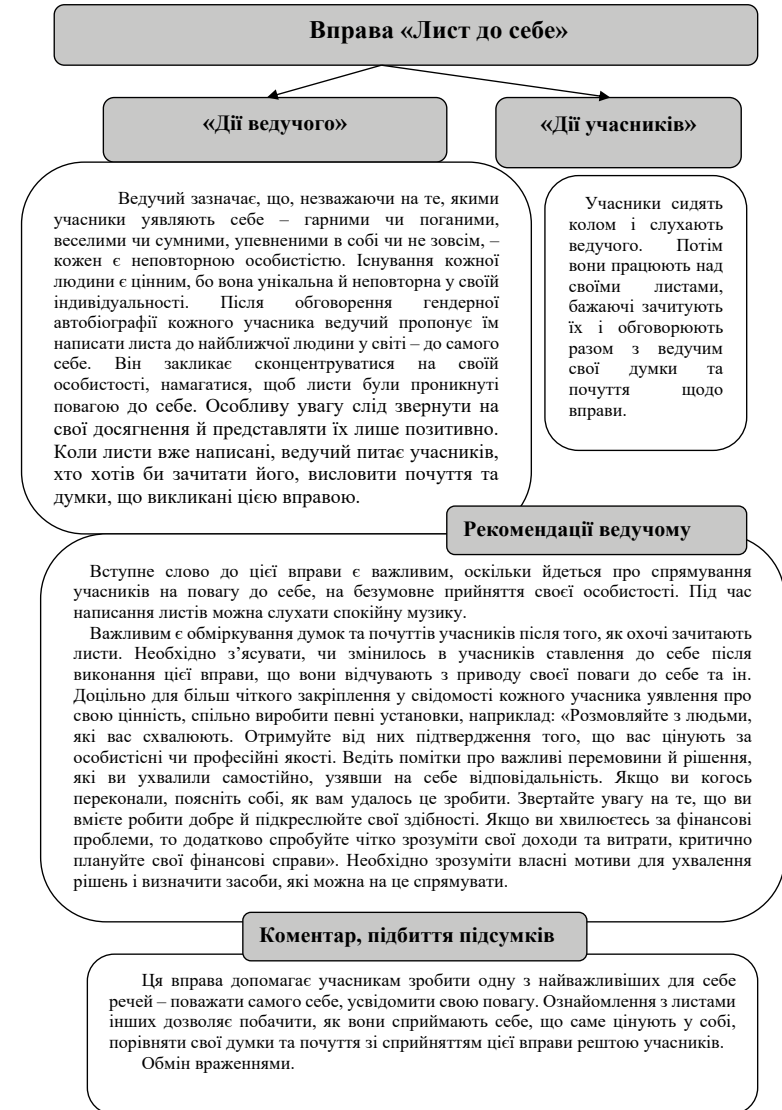 Вправа «Лист до себе»
«Дії ведучого»
Ведучий зазначає, що, незважаючи на те, якими
учасники уявляють себе – гарними чи поганими,
веселими чи сумними, упевненими в собі чи не зовсім, –
кожен є неповторною особистістю. Існування кожної
людини є цінним, бо вона унікальна й неповторна у своїй
індивідуальності. Після обговорення гендерної
автобіографії кожного учасника ведучий пропонує їм
написати листа до найближчої людини у світі – до самого
себе. Він закликає сконцентруватися на своїй
особистості, намагатися, щоб листи були проникнуті
повагою до себе. Особливу увагу слід звернути на
свої досягнення й представляти їх лише позитивно.
Коли листи вже написані, ведучий питає учасників,
хто хотів би зачитати його, висловити почуття та
думки, що викликані цією вправою.
«Дії учасників»
Учасники сидять
колом і слухають
ведучого. Потім
вони працюють над
своїми листами,
бажаючі зачитують
їх і обговорюють
разом з ведучим
свої думки та
почуття щодо
вправи.
Рекомендації ведучому
Вступне слово до цієї вправи є важливим, оскільки йдеться про спрямування
учасників на повагу до себе, на безумовне прийняття своєї особистості. Під час
написання листів можна слухати спокійну музику.
Важливим є обміркування думок та почуттів учасників після того, як охочі зачитають
листи. Необхідно з’ясувати, чи змінилось в учасників ставлення до себе після
виконання цієї вправи, що вони відчувають з приводу своєї поваги до себе та ін.
Доцільно для більш чіткого закріплення у свідомості кожного учасника уявлення про
свою цінність, спільно виробити певні установки, наприклад: «Розмовляйте з людьми,
які вас схвалюють. Отримуйте від них підтвердження того, що вас цінують за
особистісні чи професійні якості. Ведіть помітки про важливі перемовини й рішення,
які ви ухвалили самостійно, узявши на себе відповідальність. Якщо ви когось
переконали, поясніть собі, як вам удалось це зробити. Звертайте увагу на те, що ви
вмієте робити добре й підкреслюйте свої здібності. Якщо ви хвилюєтесь за фінансові
проблеми, то додатково спробуйте чітко зрозуміти свої доходи та витрати, критично
плануйте свої фінансові справи». Необхідно зрозуміти власні мотиви для ухвалення
рішень і визначити засоби, які можна на це спрямувати.
Коментар, підбиття підсумків
Ця вправа допомагає учасникам зробити одну з найважливіших для себе
речей – поважати самого себе, усвідомити свою повагу. Ознайомлення з листами
інших дозволяє побачити, як вони сприймають себе, що саме цінують у собі,
порівняти свої думки та почуття зі сприйняттям цієї вправи рештою учасників.
Обмін враженнями.